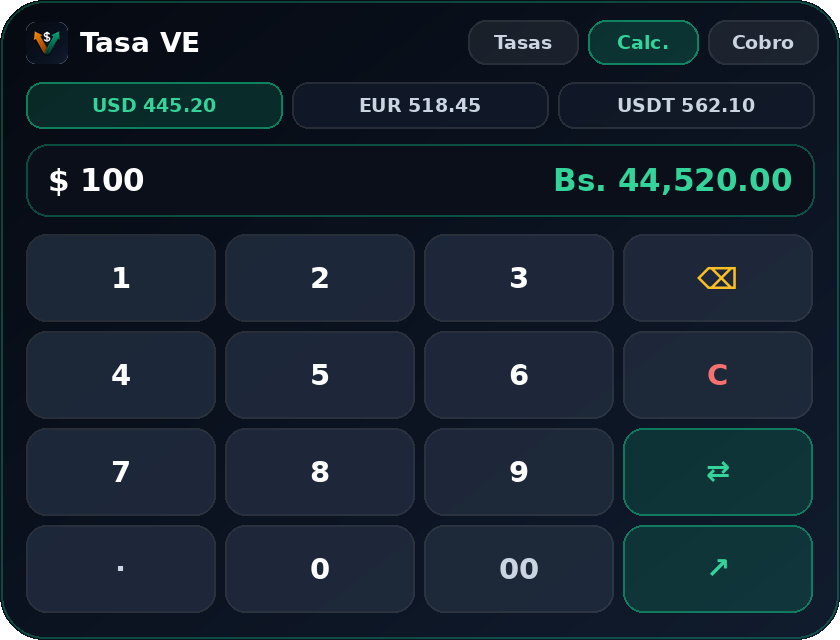 $ Tasa VE Tasas Calc. Cobro
USD 445.20 EUR 518.45 USDT 562.10
$ 100 Bs. 44,520.00
1 2 3 ⌫
4 5 6 C
7 8 9 ⇄
· 0 00 ↗